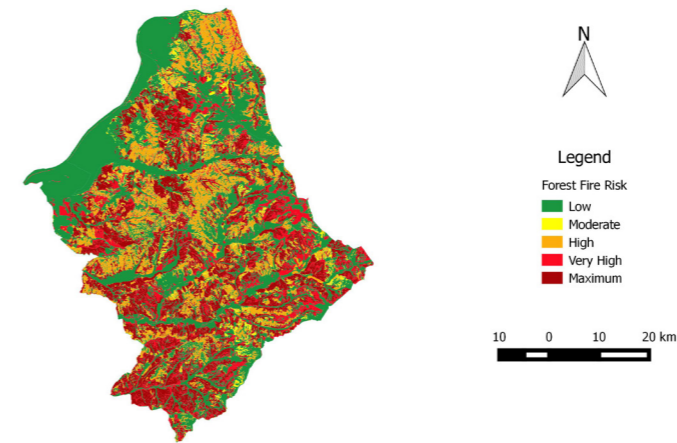 N
Legend
Forest Fire Risk
Low
Moderate
High
Very High
Maximum
10 0 10 20 km